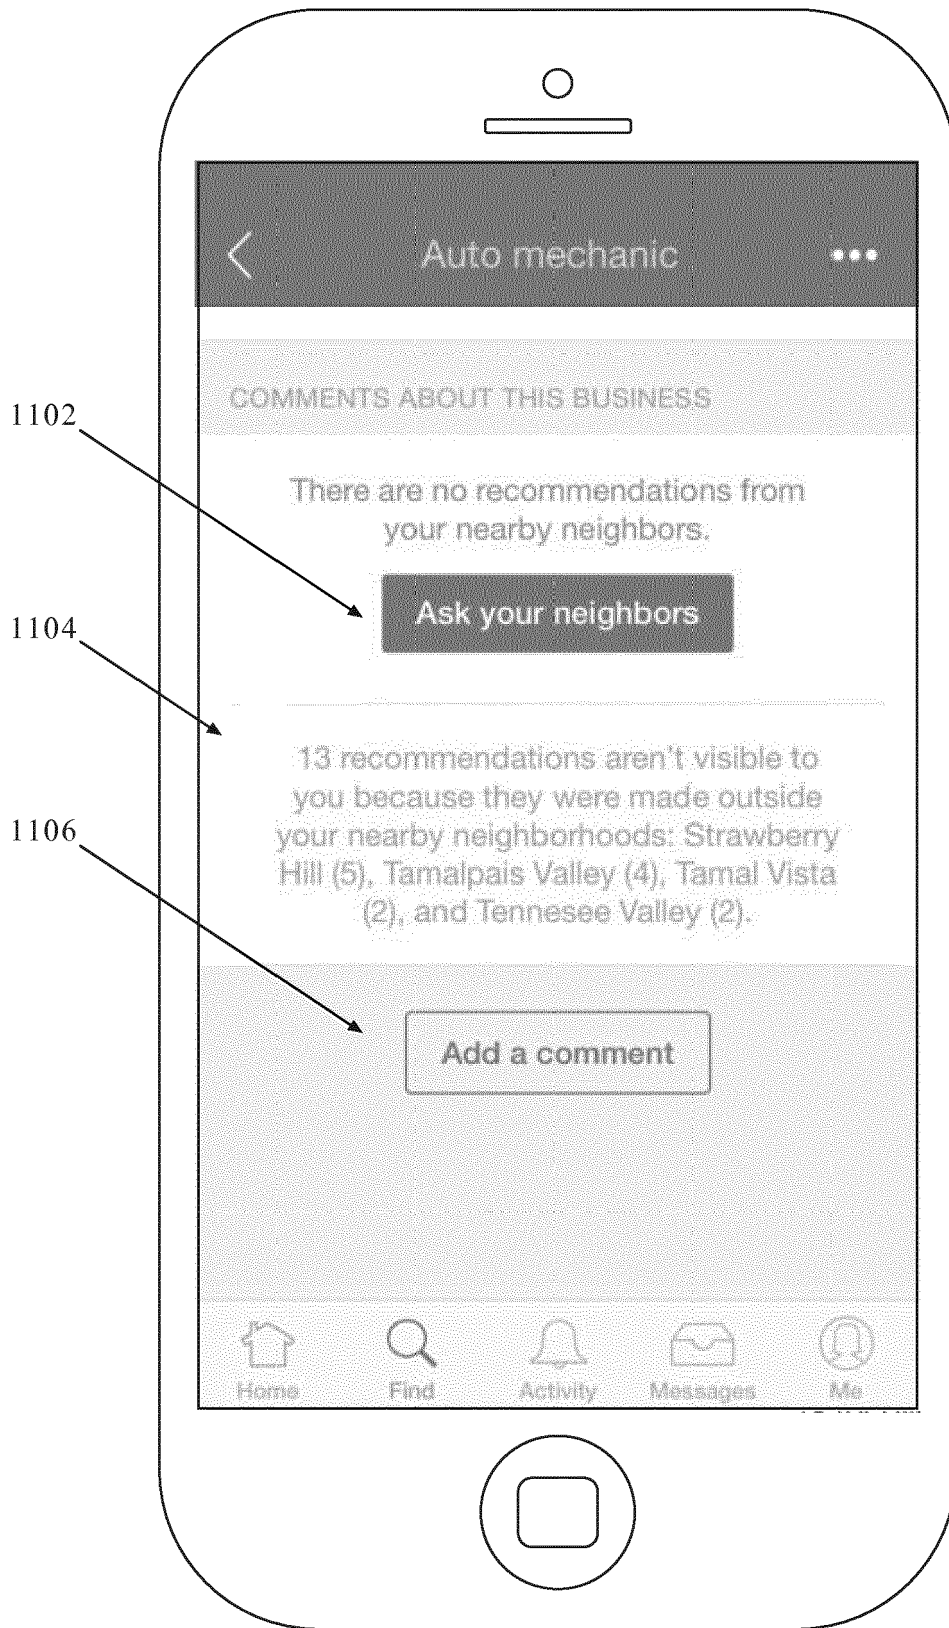 Auto mechanic
COMMENTS ABOUT THIS BUSINESS
1102
There are no recommendations from
your nearby neighbors.
Ask your neighbors
1104
13 recommendations aren't visible to
you because they were made outside
your nearby neighborhoods: Strawberry
1106
Hill (5), Tamalpais Valley (4), Tamal Vista
(2), and Tennesee Valley (2).
Add a comment
Home Find Activity Messages Me